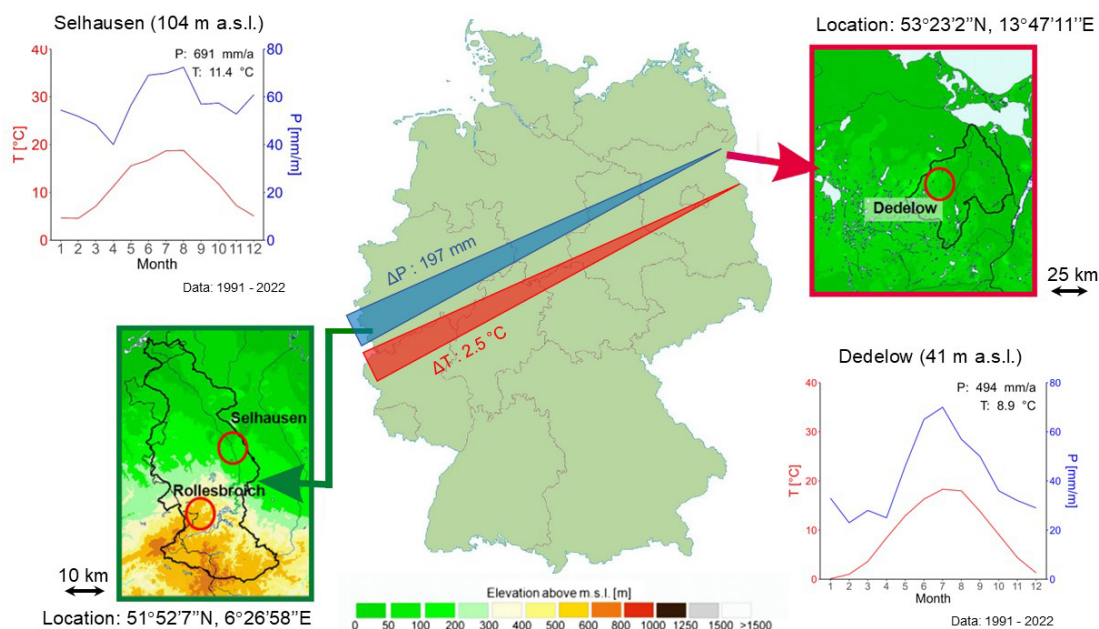 Selhausen (104 m a.s.l.)
P: 691 mm/a
T: 11.4 °C
T [°C]
40
30
20
10
0
P [mm/m]
80
60
40
20
0
1 2 3 4 5 6 7 8 9 10 11 12
Month
Data: 1991 - 2022
Location: 53°23'2''N, 13°47'11''E
Dedelow
25 km
ΔP : 197 mm
ΔT : 2.5 °C
Selhausen
Rollesbroich
10 km
Location: 51°52'7''N, 6°26'58''E
Elevation above m.s.l. [m]
0 50 100 200 300 400 500 600 800 1000 1250 1500 >1500
Dedelow (41 m a.s.l.)
P: 494 mm/a
T: 8.9 °C
T [°C]
40
30
20
10
0
P [mm/m]
80
60
40
20
0
1 2 3 4 5 6 7 8 9 10 11 12
Month
Data: 1991 - 2022